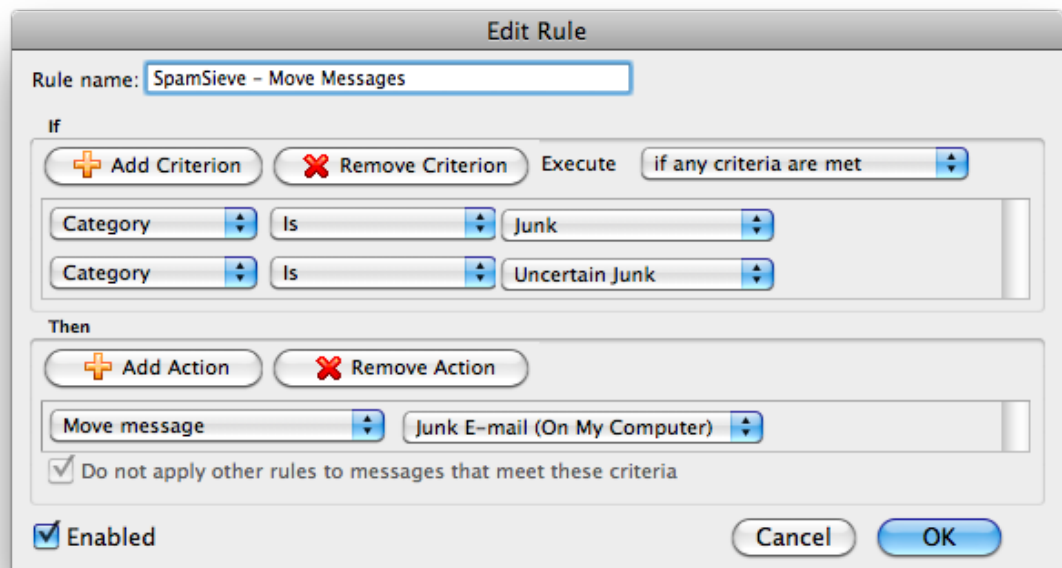 Edit Rule
Rule name: SpamSieve – Move Messages
If
Add Criterion Remove Criterion Execute if any criteria are met
Category Is Junk
Category Is Uncertain Junk
Then
Add Action Remove Action
Move message Junk E-mail (On My Computer)
Do not apply other rules to messages that meet these criteria
Enabled Cancel OK